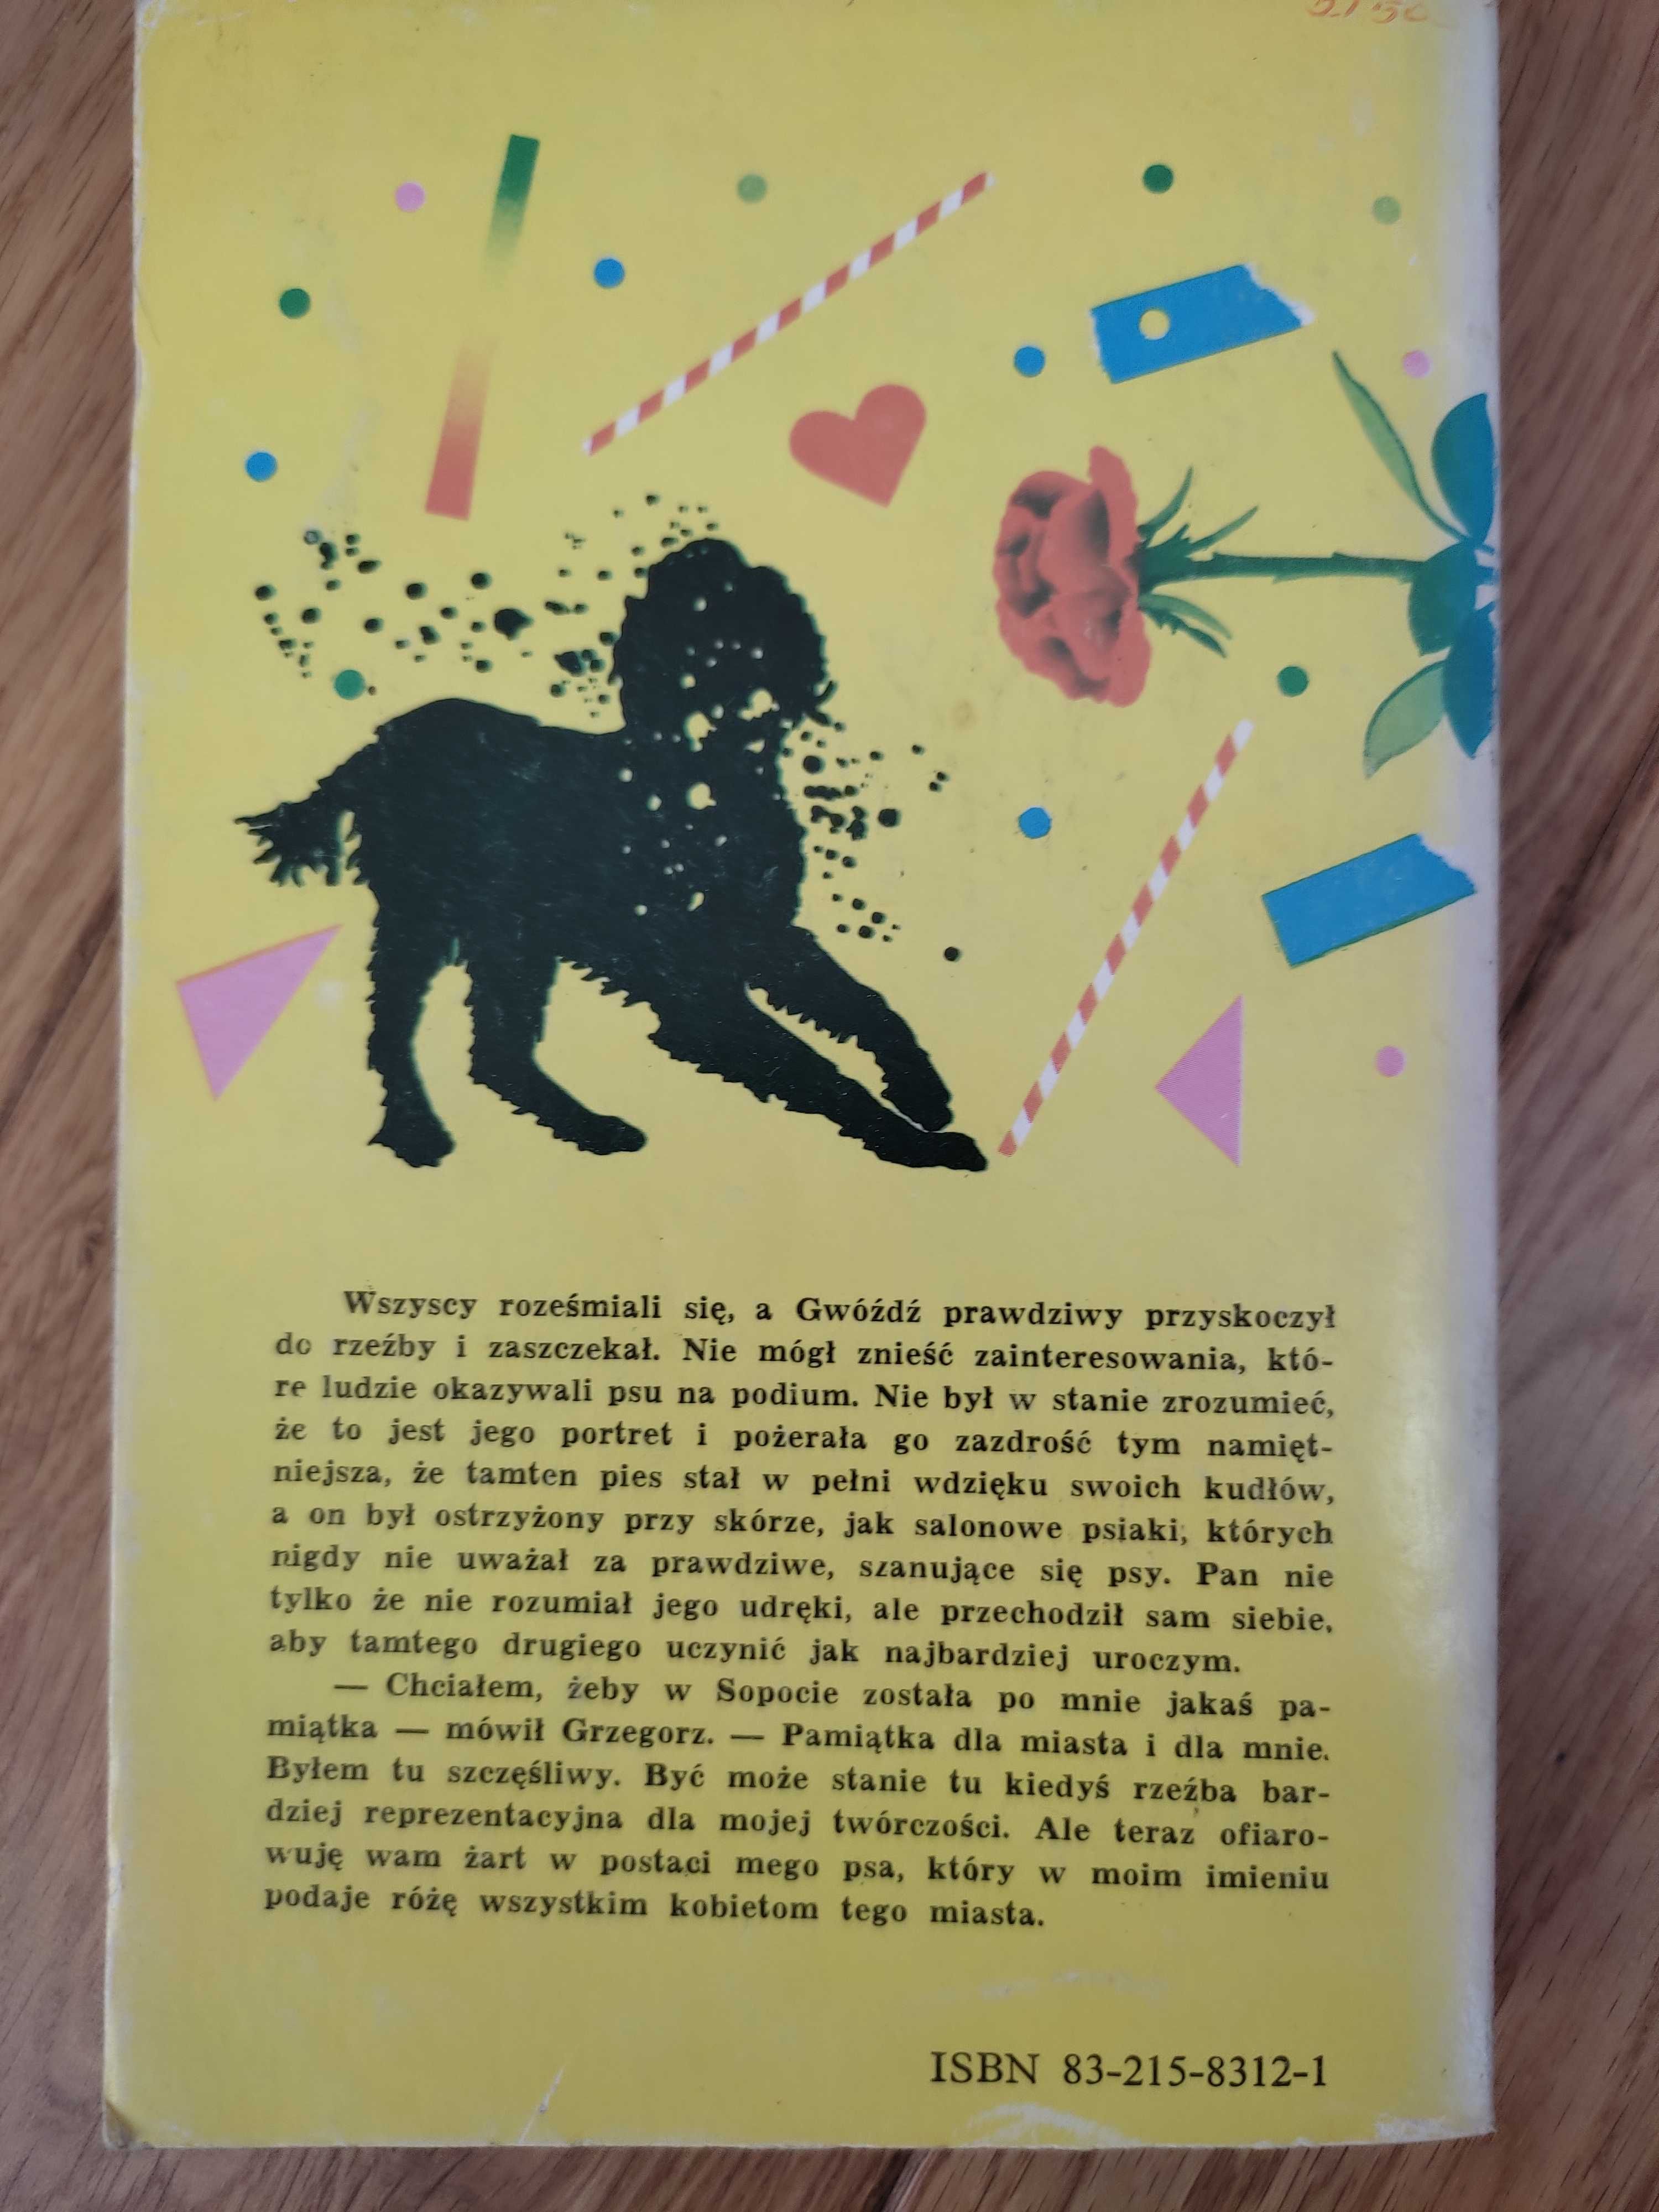 Wszyscy roześmiali się, a Gwóźdź prawdziwy przyskoczył
do rzeźby i zaszczekał. Nie mógł znieść zainteresowania, któ-
re ludzie okazywali psu na podium. Nie był w stanie zrozumieć,
że to jest jego portret i pożerała go zazdrość tym namięt-
niejsza, że tamten pies stał w pełni wdzięku swoich kudłów,
a on był ostrzyżony przy skórze, jak salonowe psiaki, których
nigdy nie uważał za prawdziwe, szanujące się psy. Pan nie
tylko że nie rozumiał jego udręki, ale przechodził sam siebie,
aby tamtego drugiego uczynić jak najbardziej uroczym.
— Chciałem, żeby w Sopocie została po mnie jakaś pa-
miątka — mówił Grzegorz. — Pamiątka dla miasta i dla mnie.
Byłem tu szczęśliwy. Być może stanie tu kiedyś rzeźba bar-
dziej reprezentacyjna dla mojej twórczości. Ale teraz ofiaro-
wuję wam żart w postaci mego psa, który w moim imieniu
podaje różę wszystkim kobietom tego miasta.
ISBN 83-215-8312-1